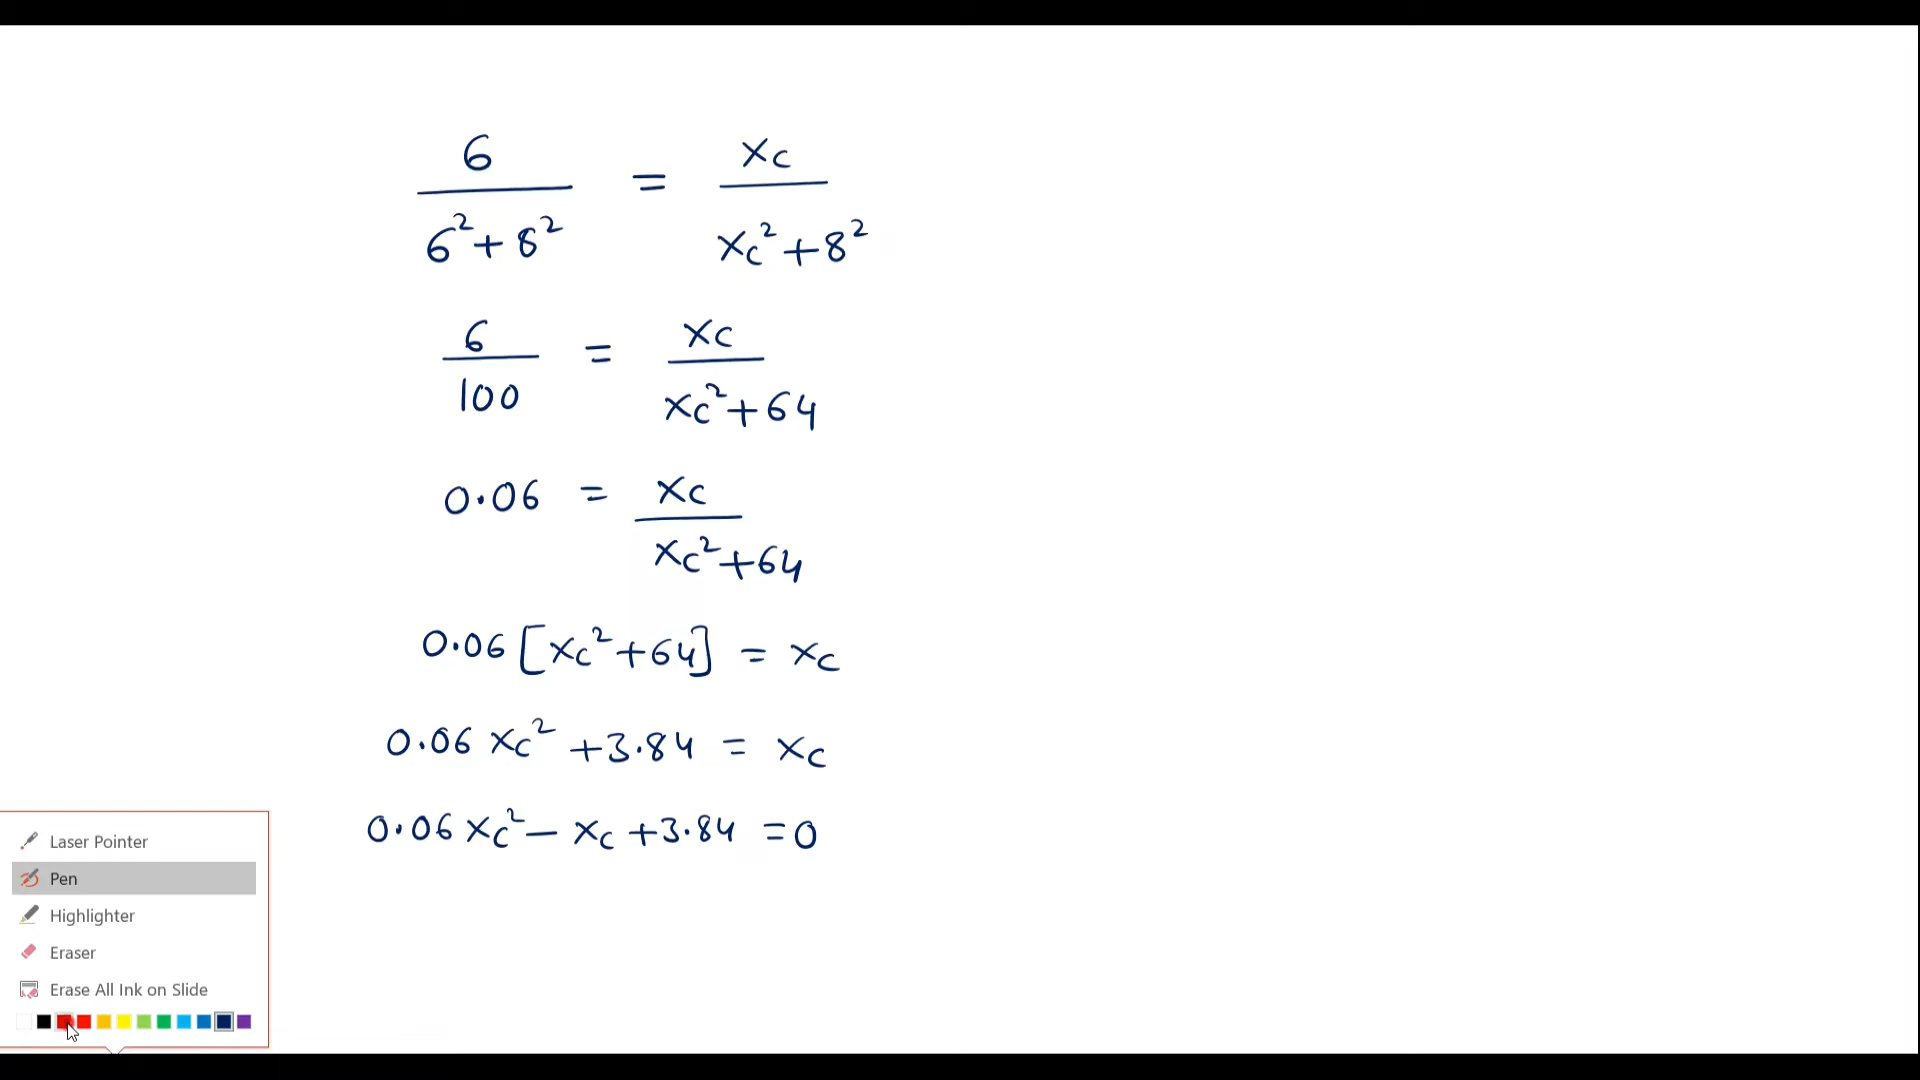 6 / (6²+8²) = Xc / (Xc²+8²)
6 / 100 = Xc / (Xc²+64)
0.06 = Xc / (Xc²+64)
0.06 [Xc²+64] = Xc
0.06 Xc² +3.84 = Xc
0.06 Xc² − Xc +3.84 =0
Laser Pointer
Pen
Highlighter
Eraser
Erase All Ink on Slide